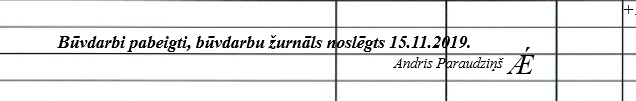 Būvdarbi pabeigti, būvdarbu žurnāls noslēgts 15.11.2019.
Andris Paraudziņš Ǽ